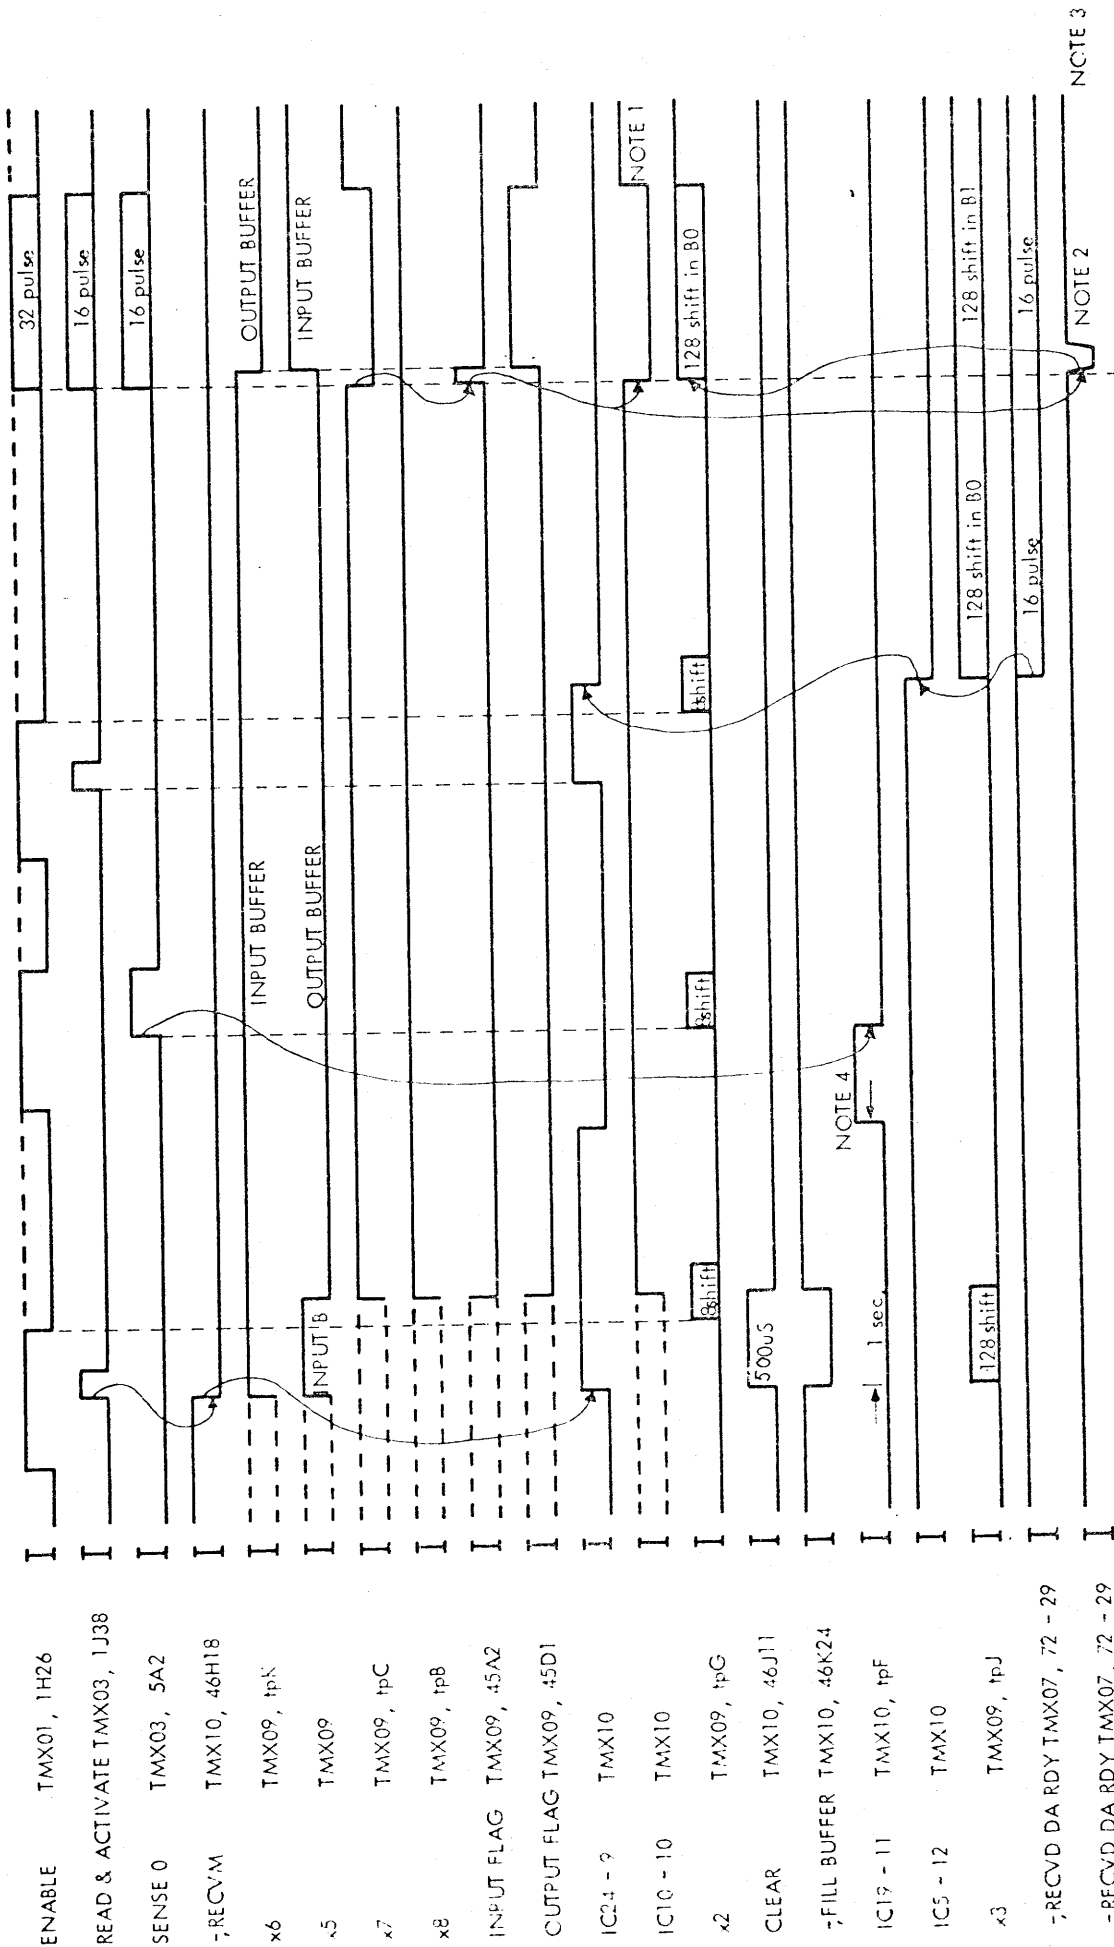 ENABLE TMX01, 1H26
READ & ACTIVATE TMX03, 1J38
SENSE 0 TMX03, 5A2
-,RECVM TMX10, 46H18
x6 TMX09, tpK
x5 TMX09
x7 TMX09, tpC
x8 TMX09, tpB
INPUT FLAG TMX09, 45A2
OUTPUT FLAG TMX09, 45D1
IC24 - 9 TMX10
IC10 - 10 TMX10
x2 TMX09, tpG
CLEAR TMX10, 46J11
-,FILL BUFFER TMX10, 46K24
IC19 - 11 TMX10, tpF
IC5 - 12 TMX10
x3 TMX09, tpJ
-,RECVD DA RDY TMX07, 72 - 29
-,RECVD DA RDY TMX07, 72 - 29
32 pulse
16 pulse
16 pulse
INPUT BUFFER
OUTPUT BUFFER
INPUT B
OUTPUT BUFFER
INPUT BUFFER
NOTE 1
8shift
8shift
shift
128 shift in B0
500uS
1 sec.
NOTE 4
128 shift
128 shift in B0
128 shift in B1
16 pulse
16 pulse
NOTE 2
NOTE 3